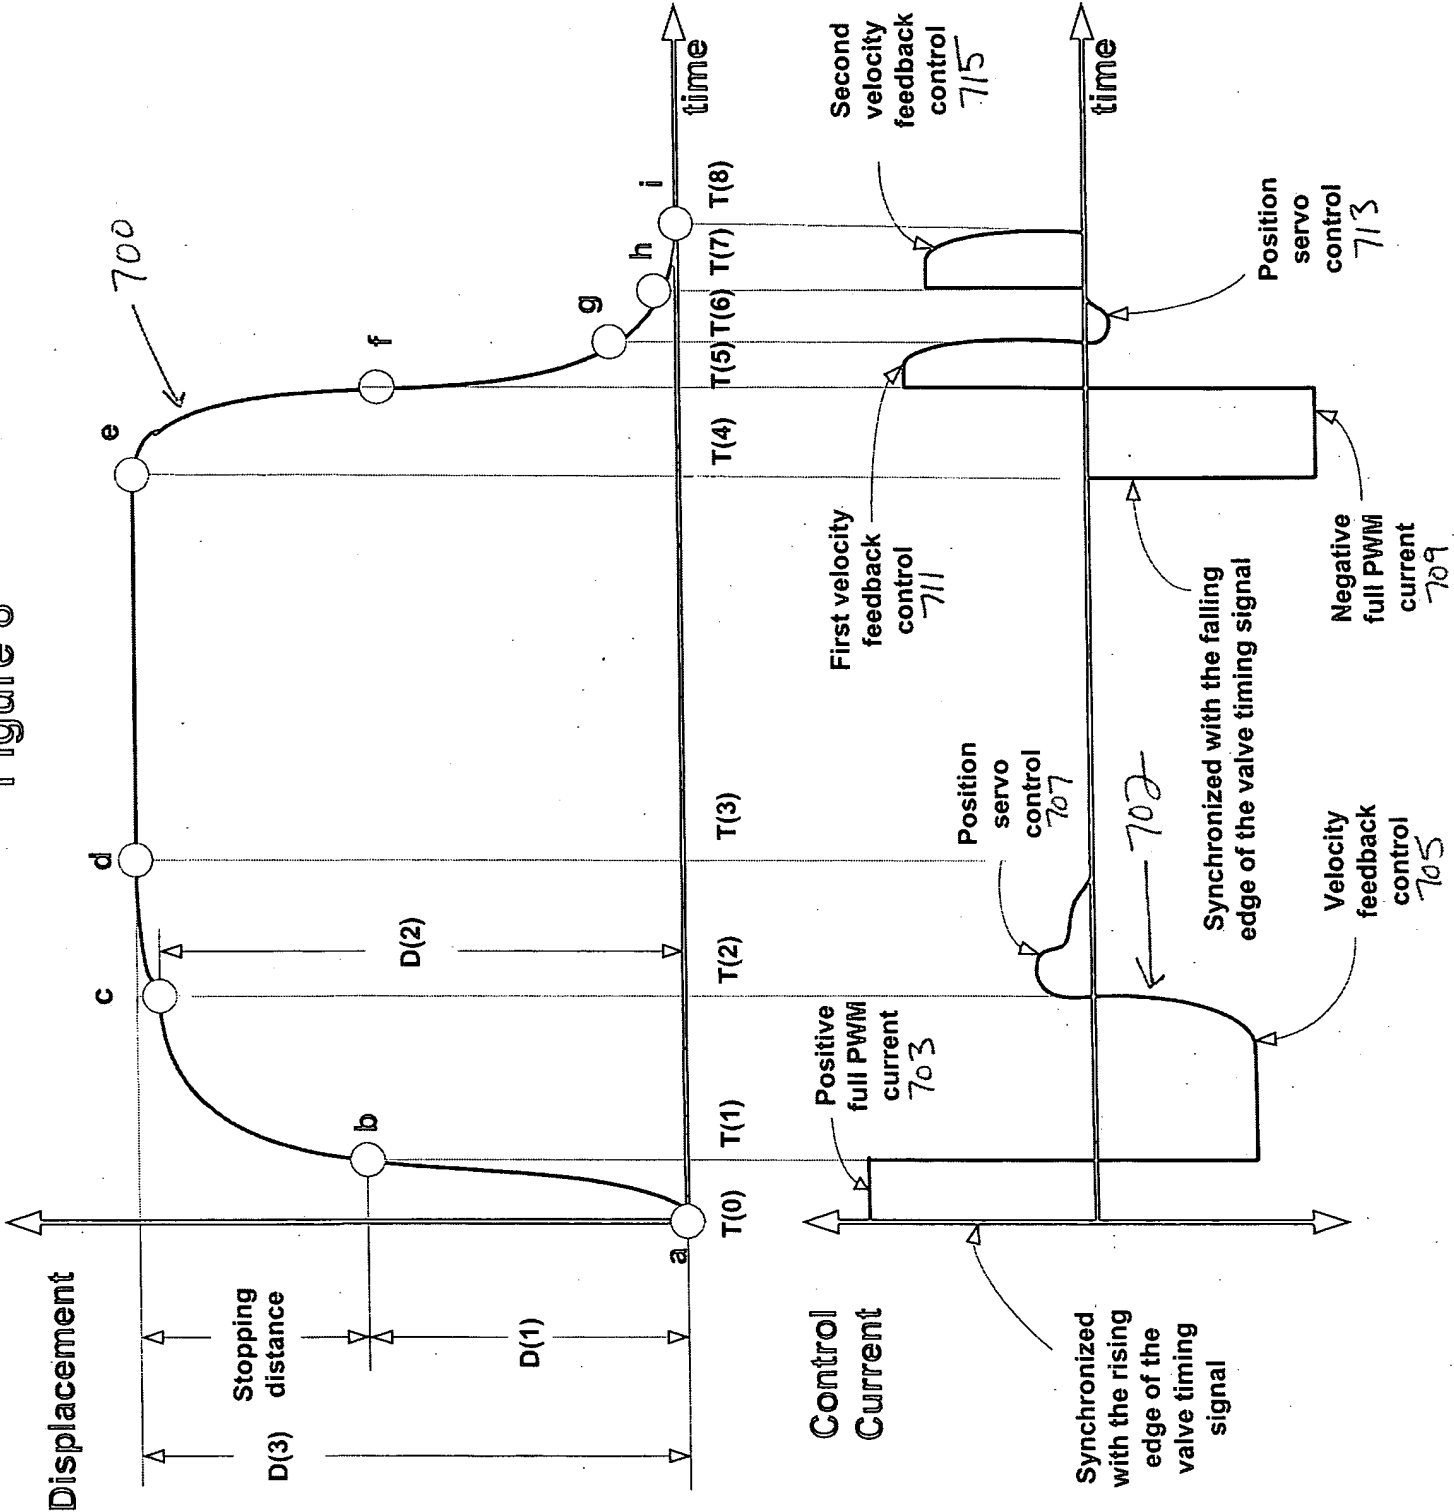 Figure
Displacement
D(3)
Stopping
distance
D(1)
D(2)
a
b
c
d
e
f
g
h
i
700
time
T(0)
T(1)
T(2)
T(3)
T(4)
T(5)
T(6)
T(7)
T(8)
Control
Current
Positive
full PWM
current
703
Position
servo
control
707
First velocity
feedback
control
711
Second
velocity
feedback
control
715
time
Synchronized
with the rising
edge of the
valve timing
signal
702
Velocity
feedback
control
705
Synchronized with the falling
edge of the valve timing signal
Negative
full PWM
current
709
Position
servo
control
713